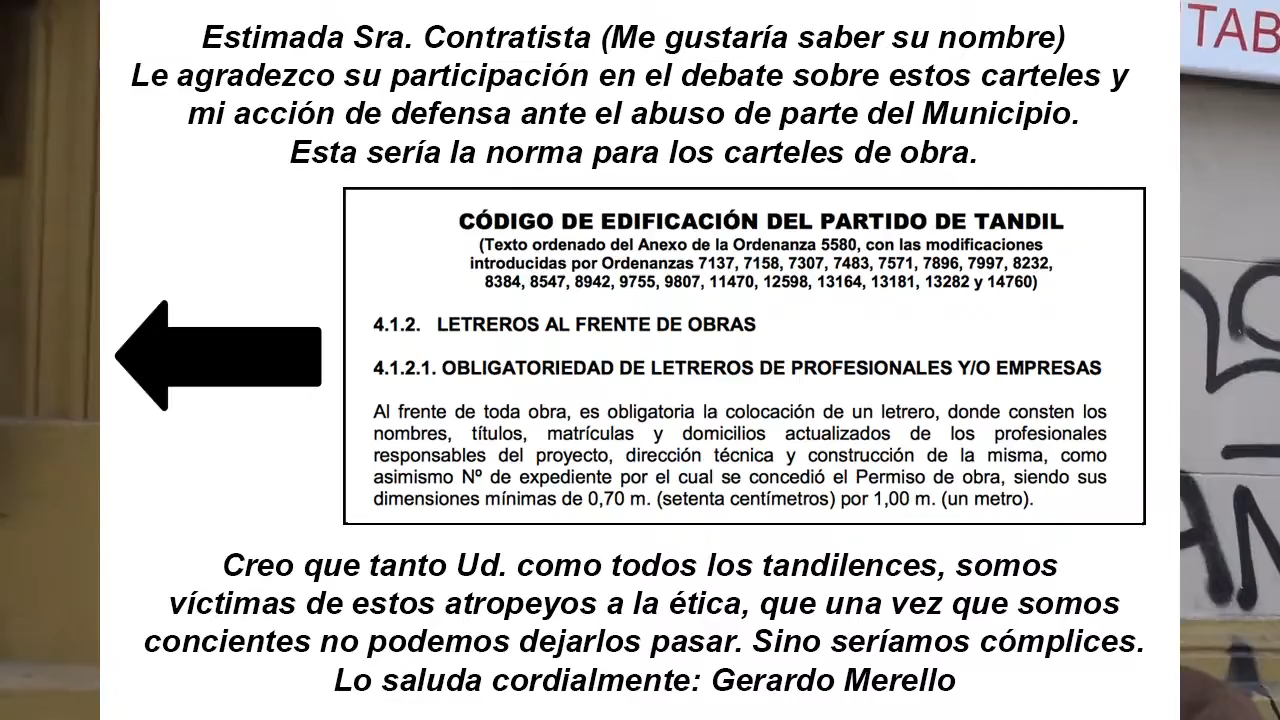 Estimada Sra. Contratista (Me gustaría saber su nombre)
Le agradezco su participación en el debate sobre estos carteles y
mi acción de defensa ante el abuso de parte del Municipio.
Esta sería la norma para los carteles de obra.
CÓDIGO DE EDIFICACIÓN DEL PARTIDO DE TANDIL
(Texto ordenado del Anexo de la Ordenanza 5580, con las modificaciones
introducidas por Ordenanzas 7137, 7158, 7307, 7483, 7571, 7896, 7997, 8232,
8384, 8547, 8942, 9755, 9807, 11470, 12598, 13164, 13181, 13282 y 14760)
4.1.2. LETREROS AL FRENTE DE OBRAS
4.1.2.1. OBLIGATORIEDAD DE LETREROS DE PROFESIONALES Y/O EMPRESAS
Al frente de toda obra, es obligatoria la colocación de un letrero, donde consten los
nombres, títulos, matrículas y domicilios actualizados de los profesionales
responsables del proyecto, dirección técnica y construcción de la misma, como
asimismo Nº de expediente por el cual se concedió el Permiso de obra, siendo sus
dimensiones mínimas de 0,70 m. (setenta centímetros) por 1,00 m. (un metro).
Creo que tanto Ud. como todos los tandilences, somos
víctimas de estos atropeyos a la ética, que una vez que somos
concientes no podemos dejarlos pasar. Sino seríamos cómplices.
Lo saluda cordialmente: Gerardo Merello
TAB